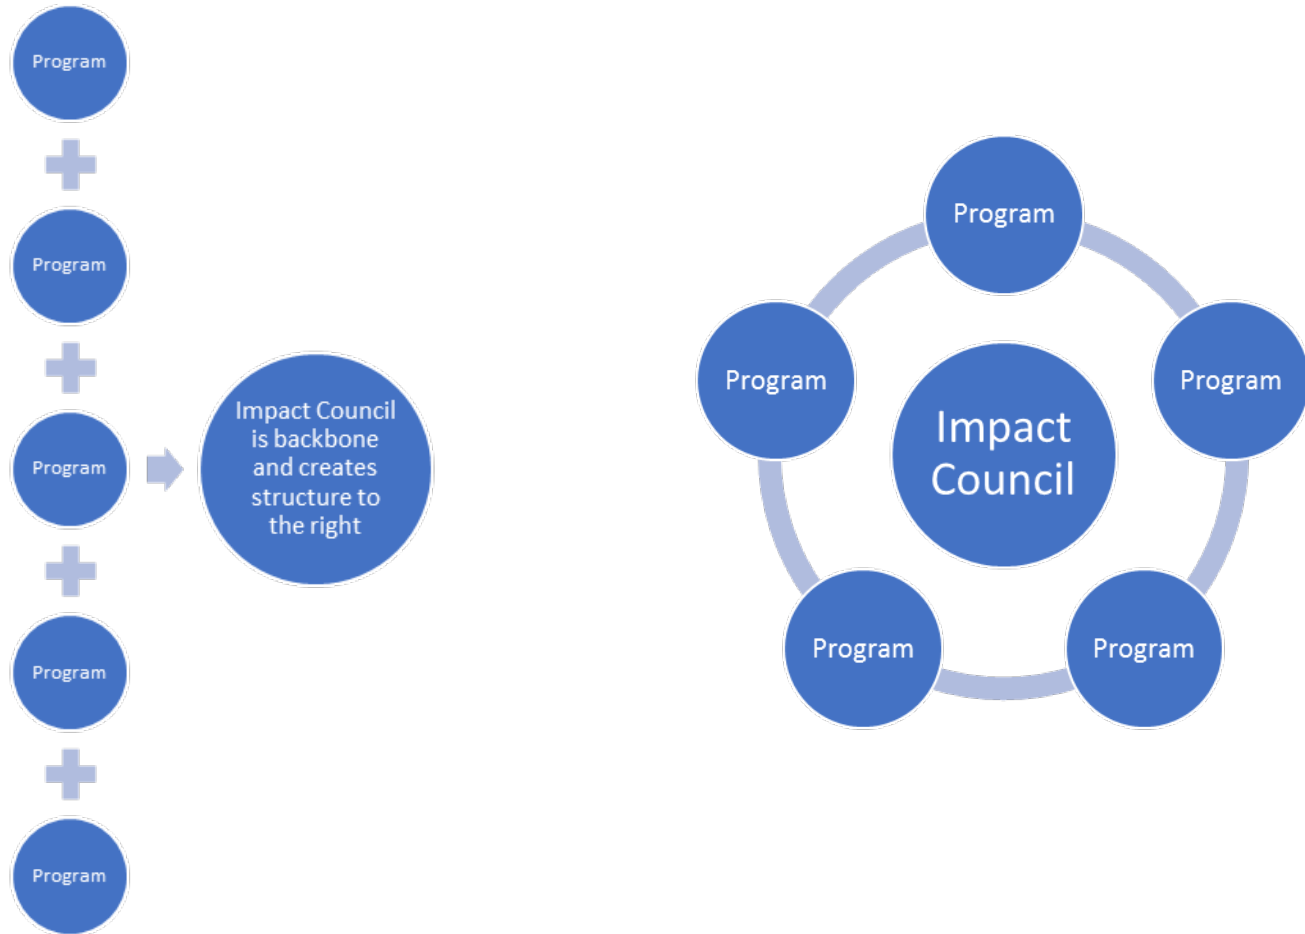 Program
Program
Program
Program
Program
Impact Council
is backbone
and creates
structure to
the right
Program
Program
Program
Impact
Council
Program
Program